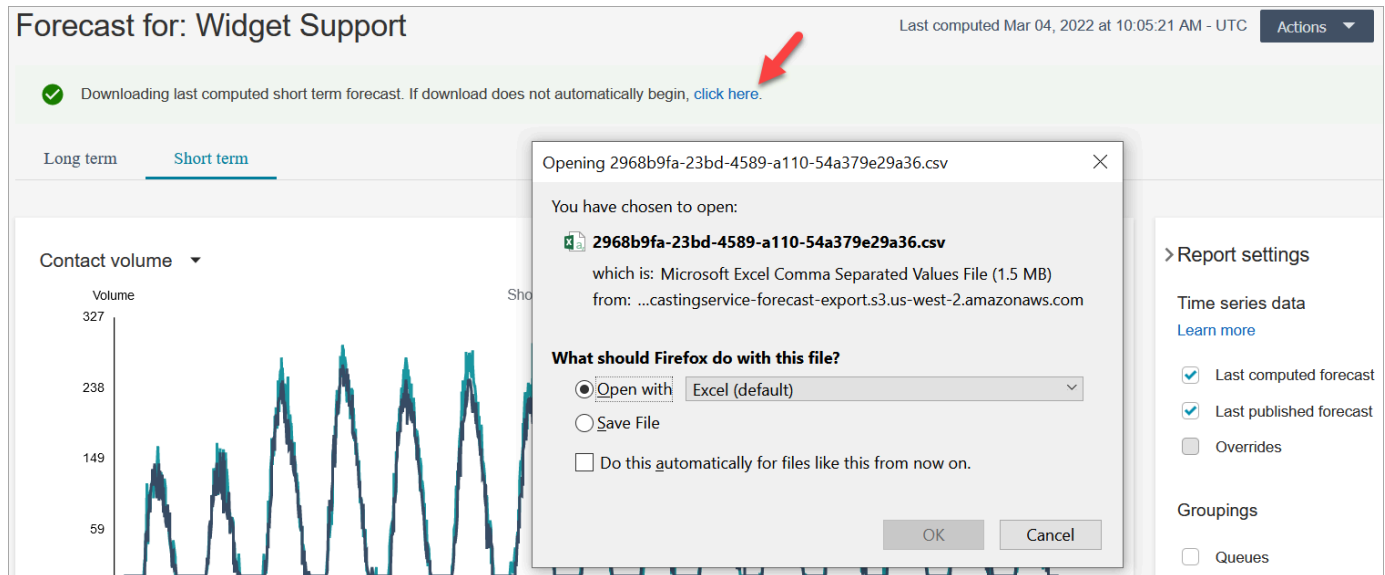 Forecast for: Widget Support
Last computed Mar 04, 2022 at 10:05:21 AM - UTC
Actions
Downloading last computed short term forecast. If download does not automatically begin, click here.
Long term
Short term
Opening 2968b9fa-23bd-4589-a110-54a379e29a36.csv
You have chosen to open:
2968b9fa-23bd-4589-a110-54a379e29a36.csv
which is: Microsoft Excel Comma Separated Values File (1.5 MB)
from: ...castingservice-forecast-export.s3.us-west-2.amazonaws.com
What should Firefox do with this file?
Open with Excel (default)
Save File
Do this automatically for files like this from now on.
OK
Cancel
Contact volume
Volume
Sho
327
238
149
59
Report settings
Time series data
Learn more
Last computed forecast
Last published forecast
Overrides
Groupings
Queues